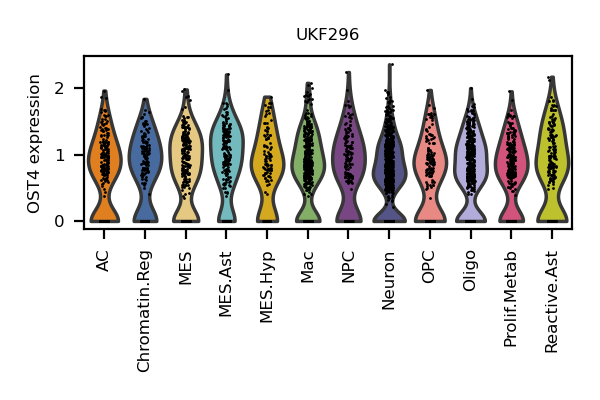 UKF296
OST4 expression
2
1
0
AC
Chromatin.Reg
MES
MES.Ast
MES.Hyp
Mac
NPC
Neuron
OPC
Oligo
Prolif.Metab
Reactive.Ast